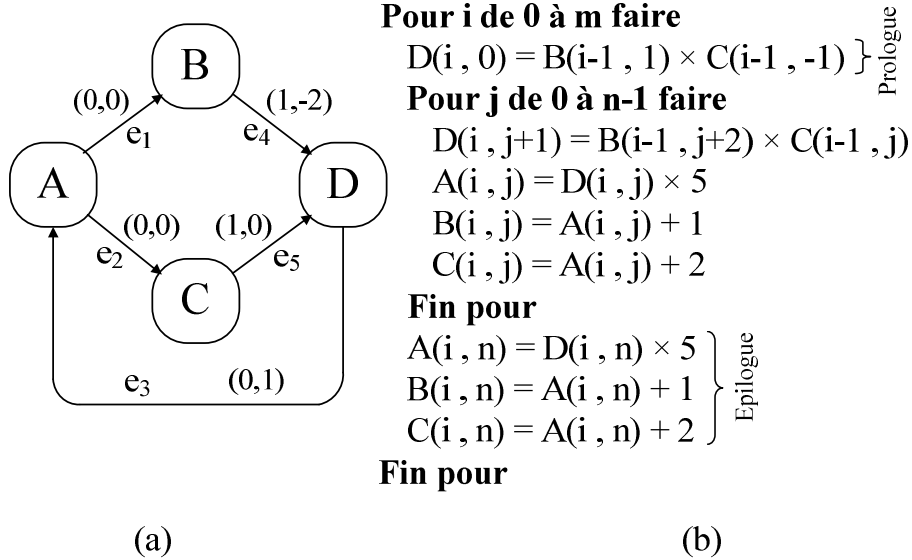 B
(0,0)
(1,-2)
e1
e4
A
D
(0,0)
(1,0)
e2
e5
C
e3
(0,1)
(a)
Pour i de 0 à m faire
D(i , 0) = B(i-1 , 1) × C(i-1 , -1)
Prologue
Pour j de 0 à n-1 faire
D(i , j+1) = B(i-1 , j+2) × C(i-1 , j)
A(i , j) = D(i , j) × 5
B(i , j) = A(i , j) + 1
C(i , j) = A(i , j) + 2
Fin pour
A(i , n) = D(i , n) × 5
B(i , n) = A(i , n) + 1
C(i , n) = A(i , n) + 2
Epilogue
Fin pour
(b)